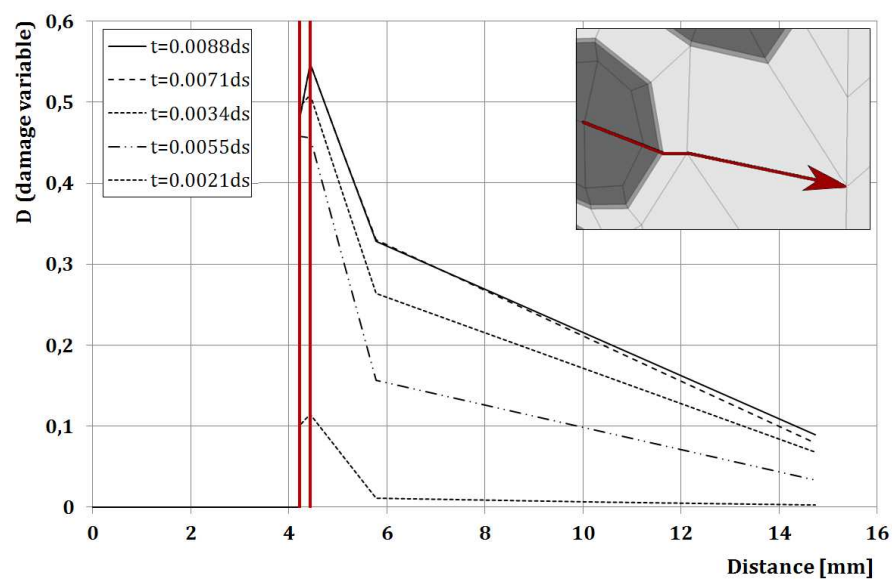 D (damage variable)
0,6
0,5
0,4
0,3
0,2
0,1
0
t=0.0088ds
t=0.0071ds
t=0.0034ds
t=0.0055ds
t=0.0021ds
0 2 4 6 8 10 12 14 16
Distance [mm]